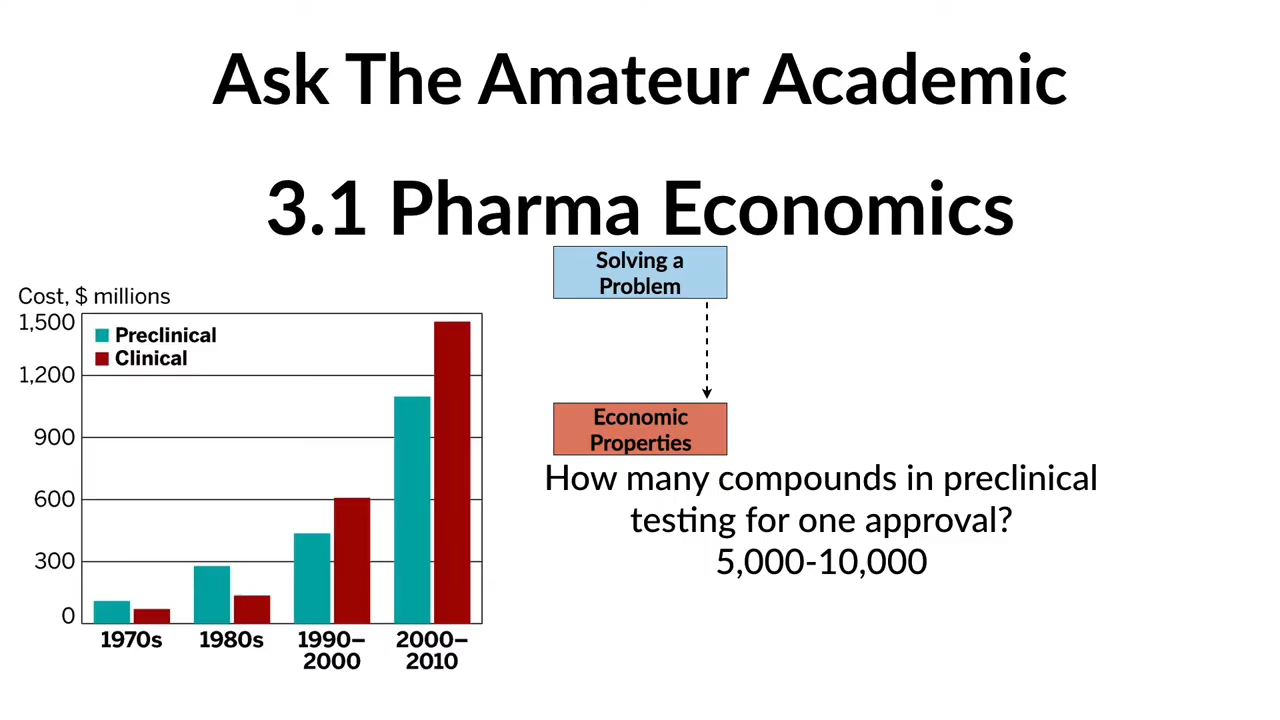 Ask The Amateur Academic
3.1 Pharma Economics
Solving a
Problem
Economic
Properties
How many compounds in preclinical
testing for one approval?
5,000-10,000
Cost, $ millions
1,500
1,200
900
600
300
0
Preclinical
Clinical
1970s
1980s
1990–
2000
2000–
2010